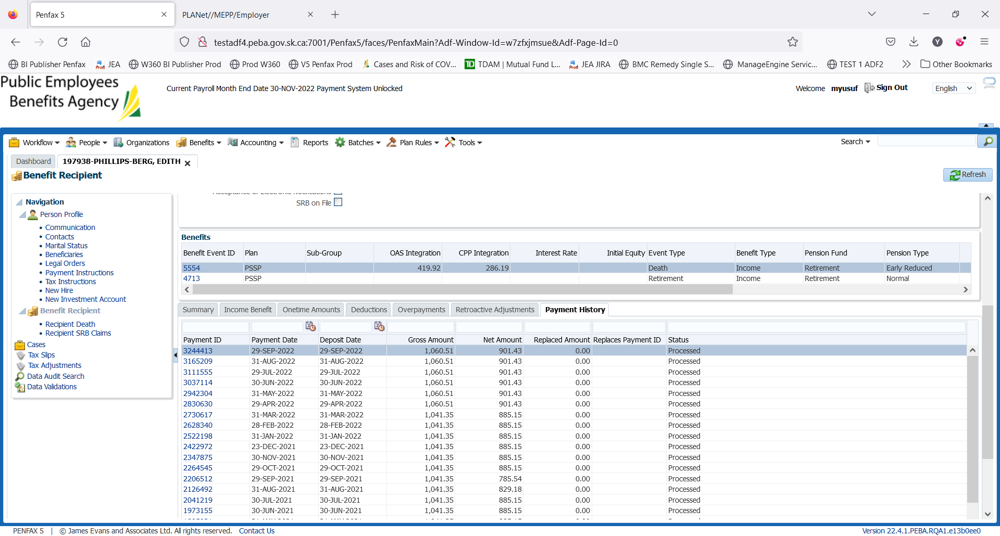 Penfax 5
PLANet//MEPP/Employer
testadf4.peba.gov.sk.ca:7001/Penfax5/faces/PenfaxMain?Adf-Window-Id=w7zfxjmsue&Adf-Page-Id=0
BI Publisher Penfax JEA W360 BI Publisher Prod Prod W360 V5 Penfax Prod Cases and Risk of COV... TDAM | Mutual Fund L... JEA JIRA BMC Remedy Single S... ManageEngine Servic... TEST 1 ADF2 Other Bookmarks
Public Employees
Benefits Agency
Current Payroll Month End Date 30-NOV-2022 Payment System Unlocked
Welcome myusuf Sign Out English
Workflow People Organizations Benefits Accounting Reports Batches Plan Rules Tools Search
Dashboard 197938-PHILLIPS-BERG, EDITH
Benefit Recipient
Refresh
Navigation
Person Profile
Communication
Contacts
Marital Status
Beneficiaries
Legal Orders
Payment Instructions
Tax Instructions
New Hire
New Investment Account
Benefit Recipient
Recipient Death
Recipient SRB Claims
Cases
Tax Slips
Tax Adjustments
Data Audit Search
Data Validations
Acceptance of Electronic Notifications
SRB on File
Benefits
Benefit Event ID Plan Sub-Group OAS Integration CPP Integration Interest Rate Initial Equity Event Type Benefit Type Pension Fund Pension Type
5554 PSSP 419.92 286.19 Death Income Retirement Early Reduced
4713 PSSP Retirement Income Retirement Normal
Summary Income Benefit Onetime Amounts Deductions Overpayments Retroactive Adjustments Payment History
Payment ID Payment Date Deposit Date Gross Amount Net Amount Replaced Amount Replaces Payment ID Status
3244413 29-SEP-2022 29-SEP-2022 1,060.51 901.43 0.00 Processed
3165209 31-AUG-2022 31-AUG-2022 1,060.51 901.43 0.00 Processed
3111555 29-JUL-2022 29-JUL-2022 1,060.51 901.43 0.00 Processed
3037114 30-JUN-2022 30-JUN-2022 1,060.51 901.43 0.00 Processed
2942304 31-MAY-2022 31-MAY-2022 1,060.51 901.43 0.00 Processed
2830630 29-APR-2022 29-APR-2022 1,060.51 901.43 0.00 Processed
2730617 31-MAR-2022 31-MAR-2022 1,041.35 885.15 0.00 Processed
2628340 28-FEB-2022 28-FEB-2022 1,041.35 885.15 0.00 Processed
2522198 31-JAN-2022 31-JAN-2022 1,041.35 885.15 0.00 Processed
2422972 23-DEC-2021 23-DEC-2021 1,041.35 885.15 0.00 Processed
2347875 30-NOV-2021 30-NOV-2021 1,041.35 885.15 0.00 Processed
2264545 29-OCT-2021 29-OCT-2021 1,041.35 885.15 0.00 Processed
2206512 29-SEP-2021 29-SEP-2021 1,041.35 785.54 0.00 Processed
2126492 31-AUG-2021 31-AUG-2021 1,041.35 829.18 0.00 Processed
2041219 30-JUL-2021 30-JUL-2021 1,041.35 885.15 0.00 Processed
1973155 30-JUN-2021 30-JUN-2021 1,041.35 885.15 0.00 Processed
PENFAX 5 | © James Evans and Associates Ltd. All rights reserved. Contact Us Version 22.4.1.PEBA.RQA1.e13b0ee0